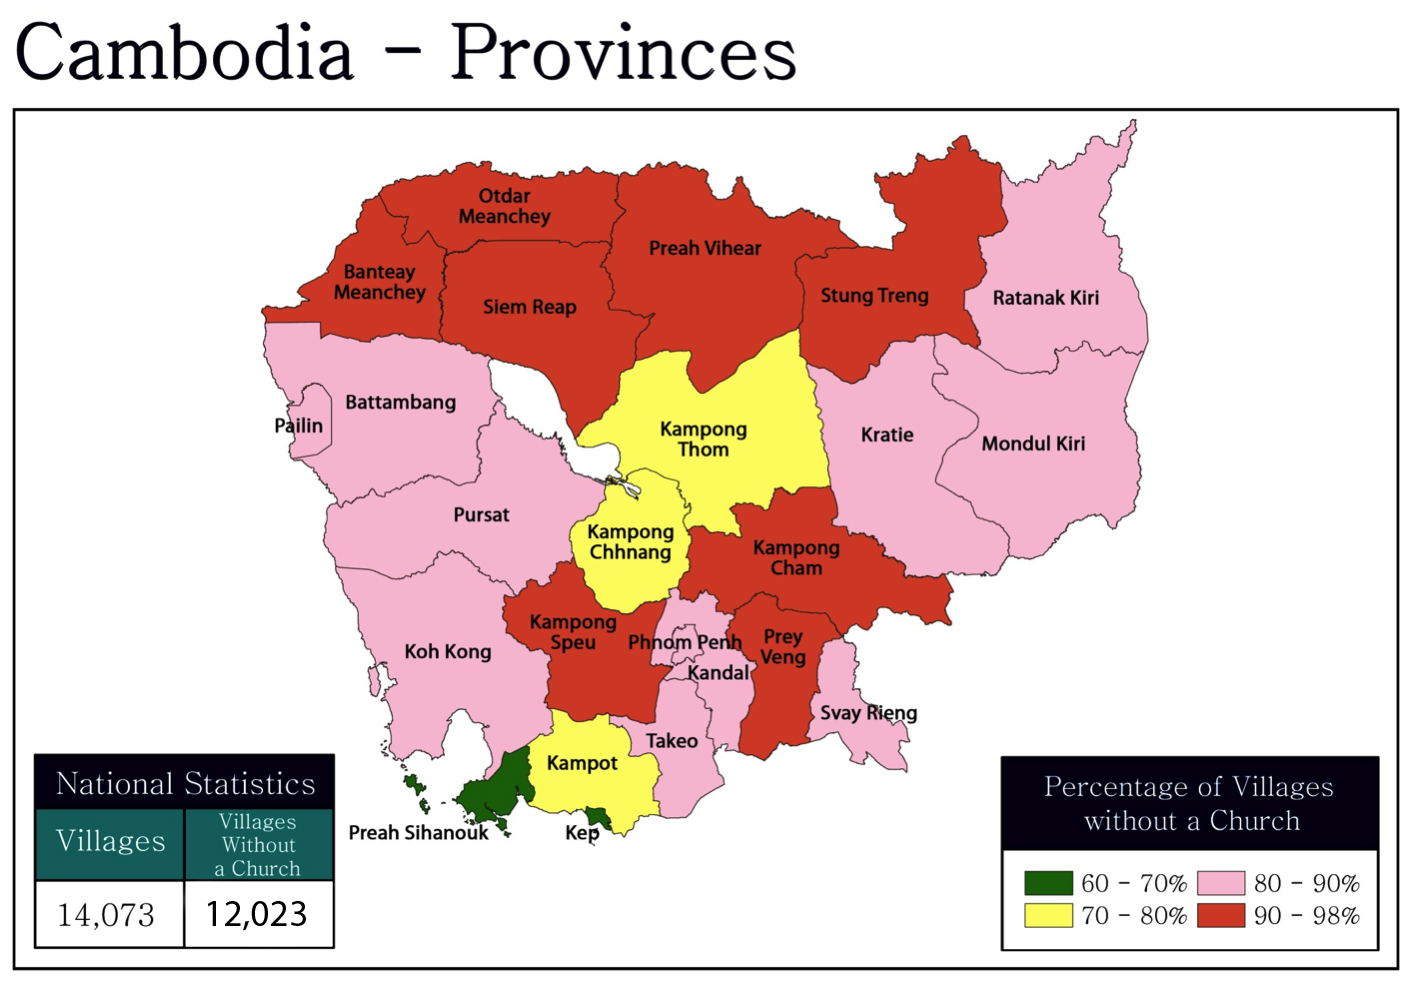 Cambodia - Provinces
Otdar
Meanchey
Preah Vihear
Banteay
Meanchey
Siem Reap
Stung Treng
Ratanak Kiri
Battambang
Pailin
Kampong
Thom
Kratie
Mondul Kiri
Pursat
Kampong
Chhnang
Kampong
Cham
Kampong
Speu
Phnom Penh
Prey
Veng
Koh Kong
Kandal
Svay Rieng
Takeo
Kampot
Preah Sihanouk
Kep
National Statistics
Villages
Villages
Without
a Church
14,073
12,023
Percentage of Villages
without a Church
60 - 70%
80 - 90%
70 - 80%
90 - 98%